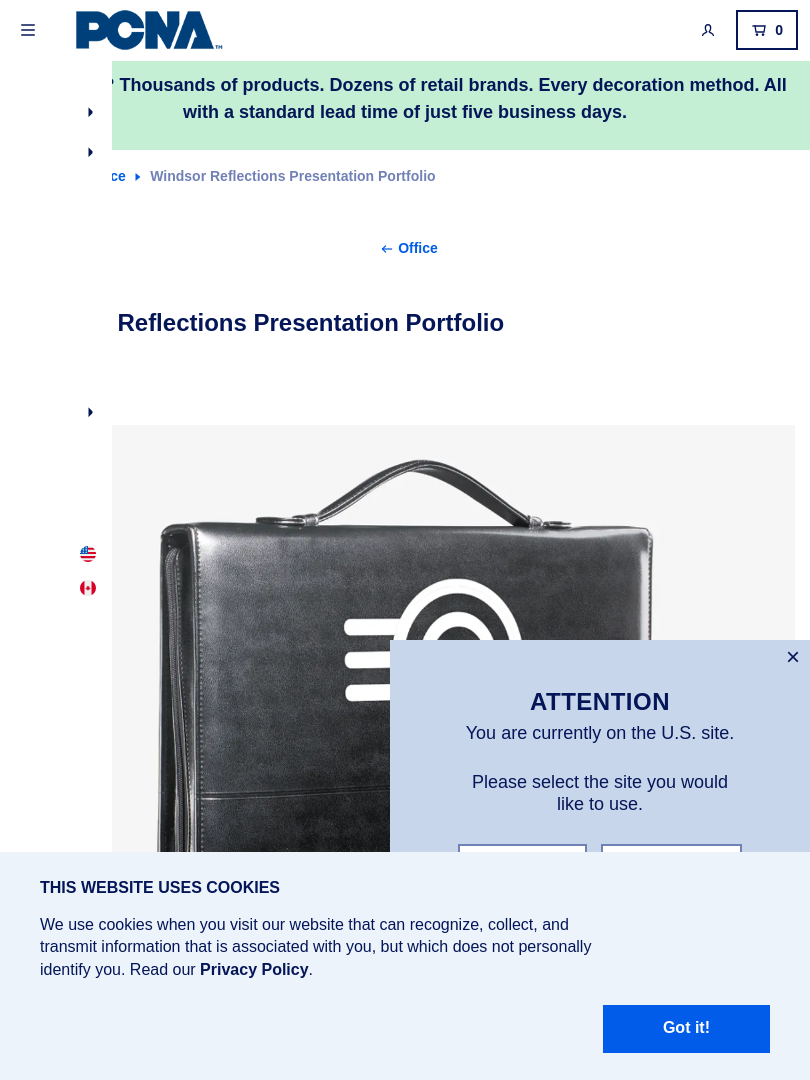 PCNA
TM
0
Thousands of products. Dozens of retail brands. Every decoration method. All
with a standard lead time of just five business days.
Windsor Reflections Presentation Portfolio
Office
Reflections Presentation Portfolio
ATTENTION
You are currently on the U.S. site.
Please select the site you would
like to use.
THIS WEBSITE USES COOKIES
We use cookies when you visit our website that can recognize, collect, and
transmit information that is associated with you, but which does not personally
identify you. Read our Privacy Policy.
Got it!